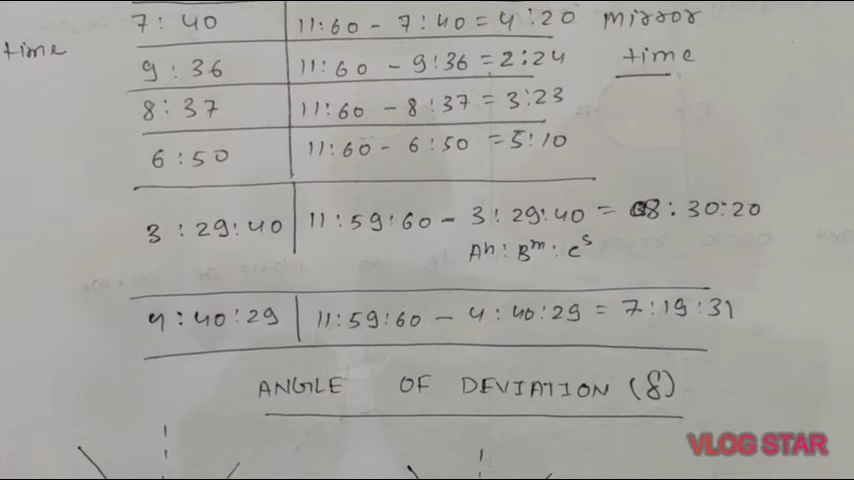 7 : 40 11:60 - 7:40 = 4:20 mirror
time 9 : 36 11:60 - 9:36 = 2:24 time
8 : 37 11:60 - 8:37 = 3:23
6 : 50 11:60 - 6:50 = 5:10
3 : 29:40 11:59:60 - 3:29:40 = 08:30:20
Ah : Bm : Cs
4:40:29 11:59:60 - 4:40:29 = 7:19:31
ANGLE OF DEVIATION (δ)
VLOG STAR